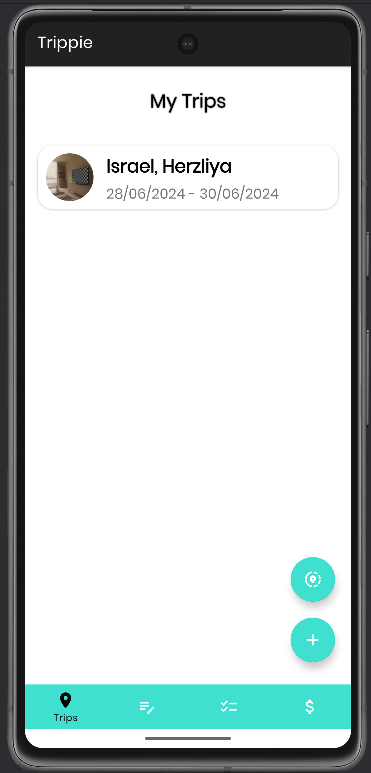 Trippie
My Trips
Israel, Herzliya
28/06/2024 - 30/06/2024
Trips